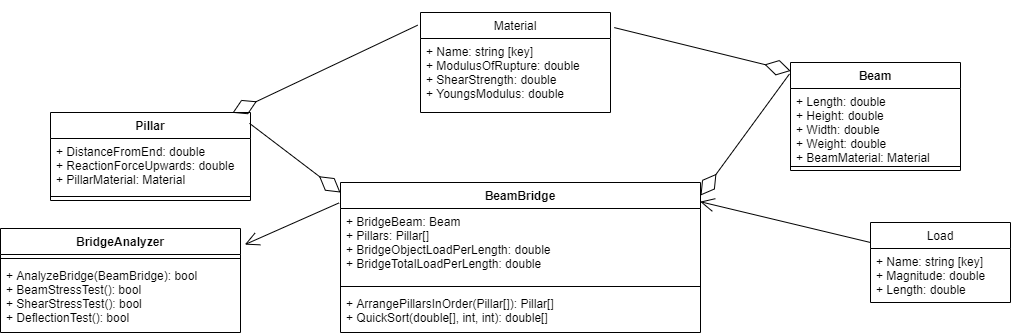 Material
+ Name: string [key]
+ ModulusOfRupture: double
+ ShearStrength: double
+ YoungsModulus: double
Beam
+ Length: double
+ Height: double
+ Width: double
+ Weight: double
+ BeamMaterial: Material
Pillar
+ DistanceFromEnd: double
+ ReactionForceUpwards: double
+ PillarMaterial: Material
BeamBridge
+ BridgeBeam: Beam
+ Pillars: Pillar[]
+ BridgeObjectLoadPerLength: double
+ BridgeTotalLoadPerLength: double
+ ArrangePillarsInOrder(Pillar[]): Pillar[]
+ QuickSort(double[], int, int): double[]
BridgeAnalyzer
+ AnalyzeBridge(BeamBridge): bool
+ BeamStressTest(): bool
+ ShearStressTest(): bool
+ DeflectionTest(): bool
Load
+ Name: string [key]
+ Magnitude: double
+ Length: double